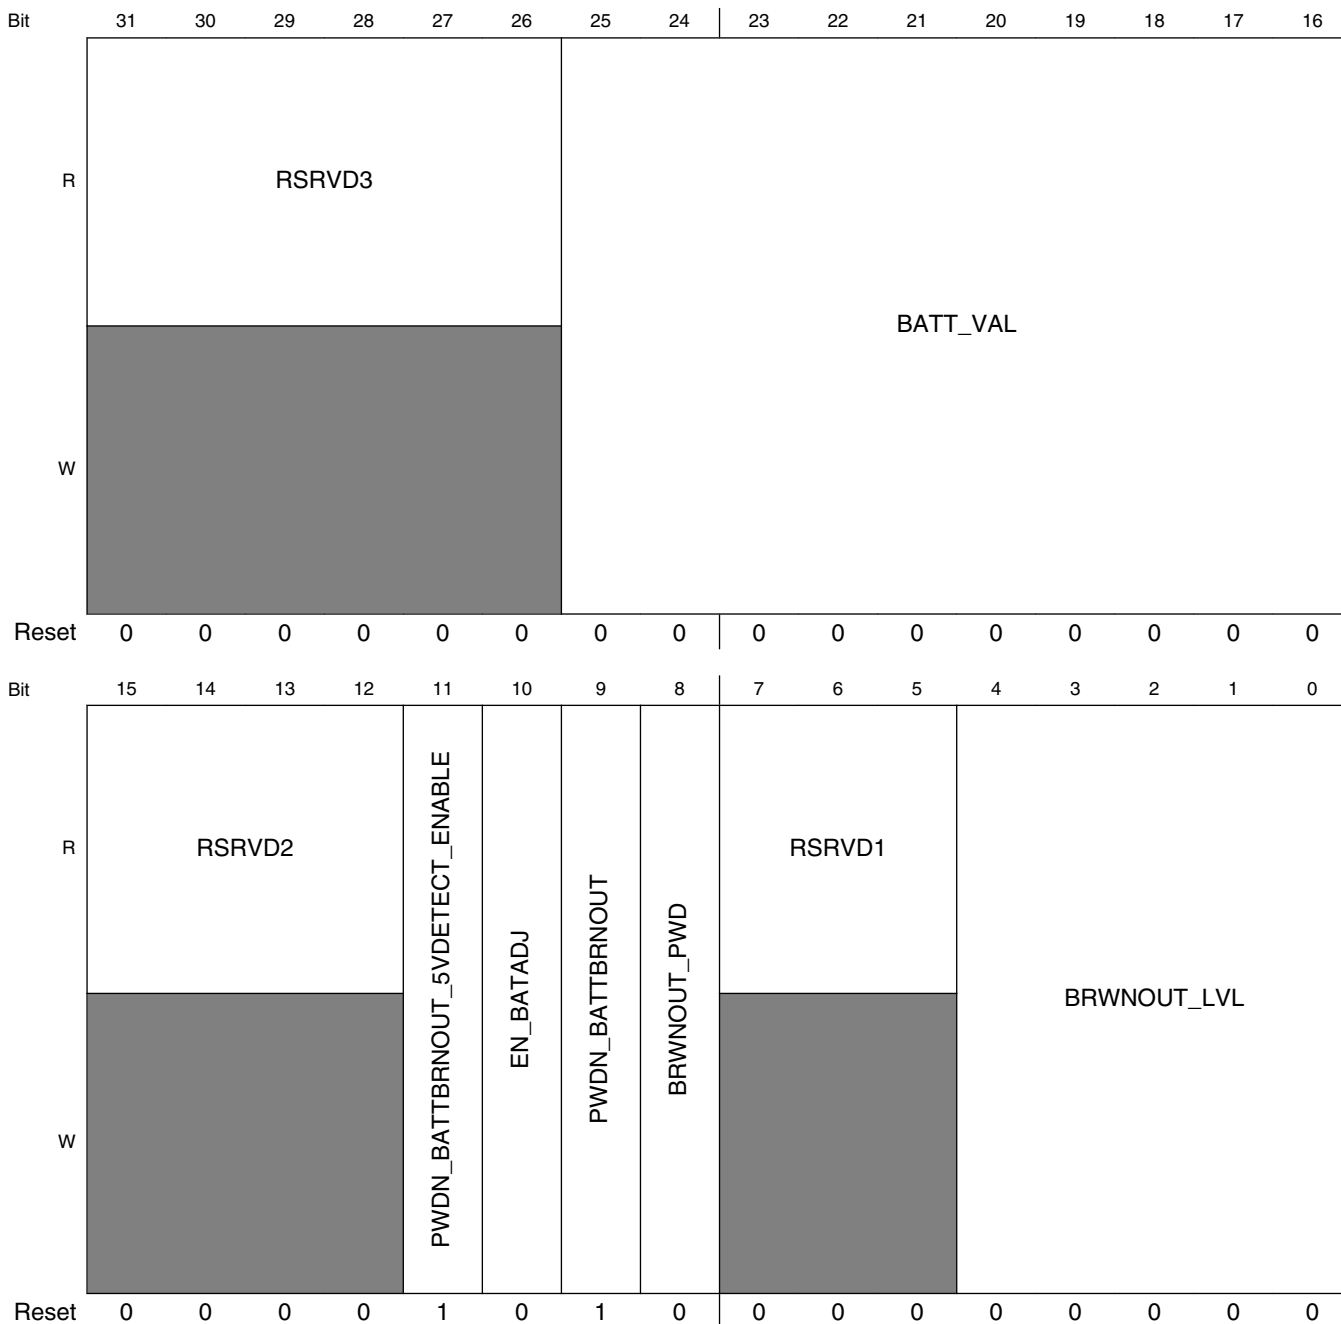 Bit 31 30 29 28 27 26 25 24 23 22 21 20 19 18 17 16
R RSRVD3
BATT_VAL
W
Reset 0 0 0 0 0 0 0 0 0 0 0 0 0 0 0 0
Bit 15 14 13 12 11 10 9 8 7 6 5 4 3 2 1 0
R RSRVD2 PWDN_BATTBRNOUT_5VDETECT_ENABLE EN_BATADJ PWDN_BATTBRNOUT BRWNOUT_PWD RSRVD1
BRWNOUT_LVL
W
Reset 0 0 0 0 1 0 1 0 0 0 0 0 0 0 0 0